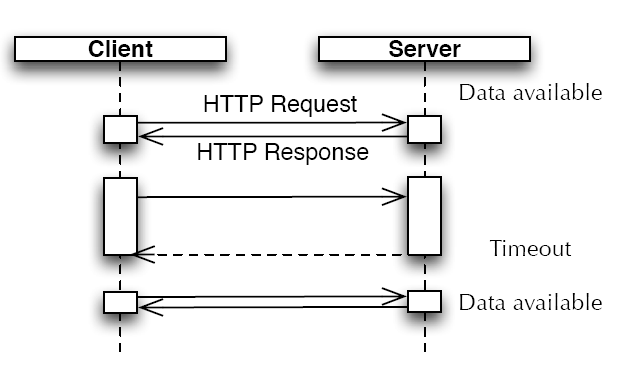 Client
Server
Data available
HTTP Request
HTTP Response
Timeout
Data available